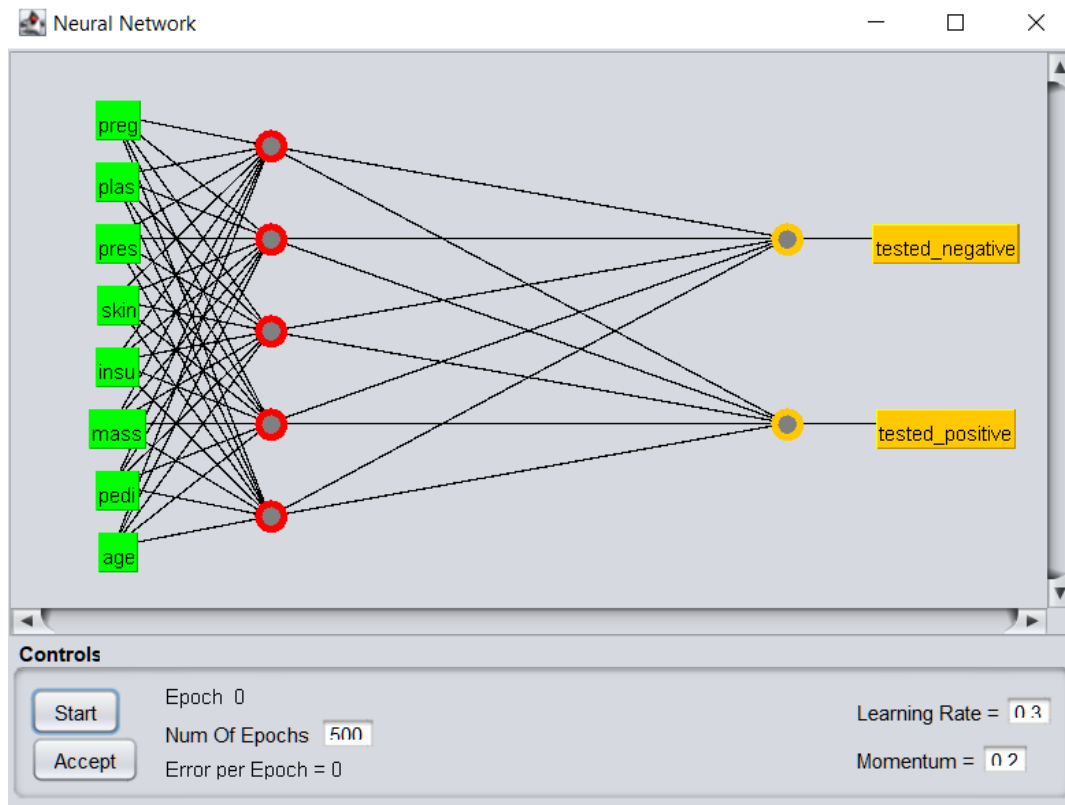 Neural Network
preg
plas
pres
tested_negative
skin
insu
mass
tested_positive
pedi
age
Controls
Start
Epoch 0
Learning Rate = 0.3
Num Of Epochs 500
Accept
Momentum = 0.2
Error per Epoch = 0